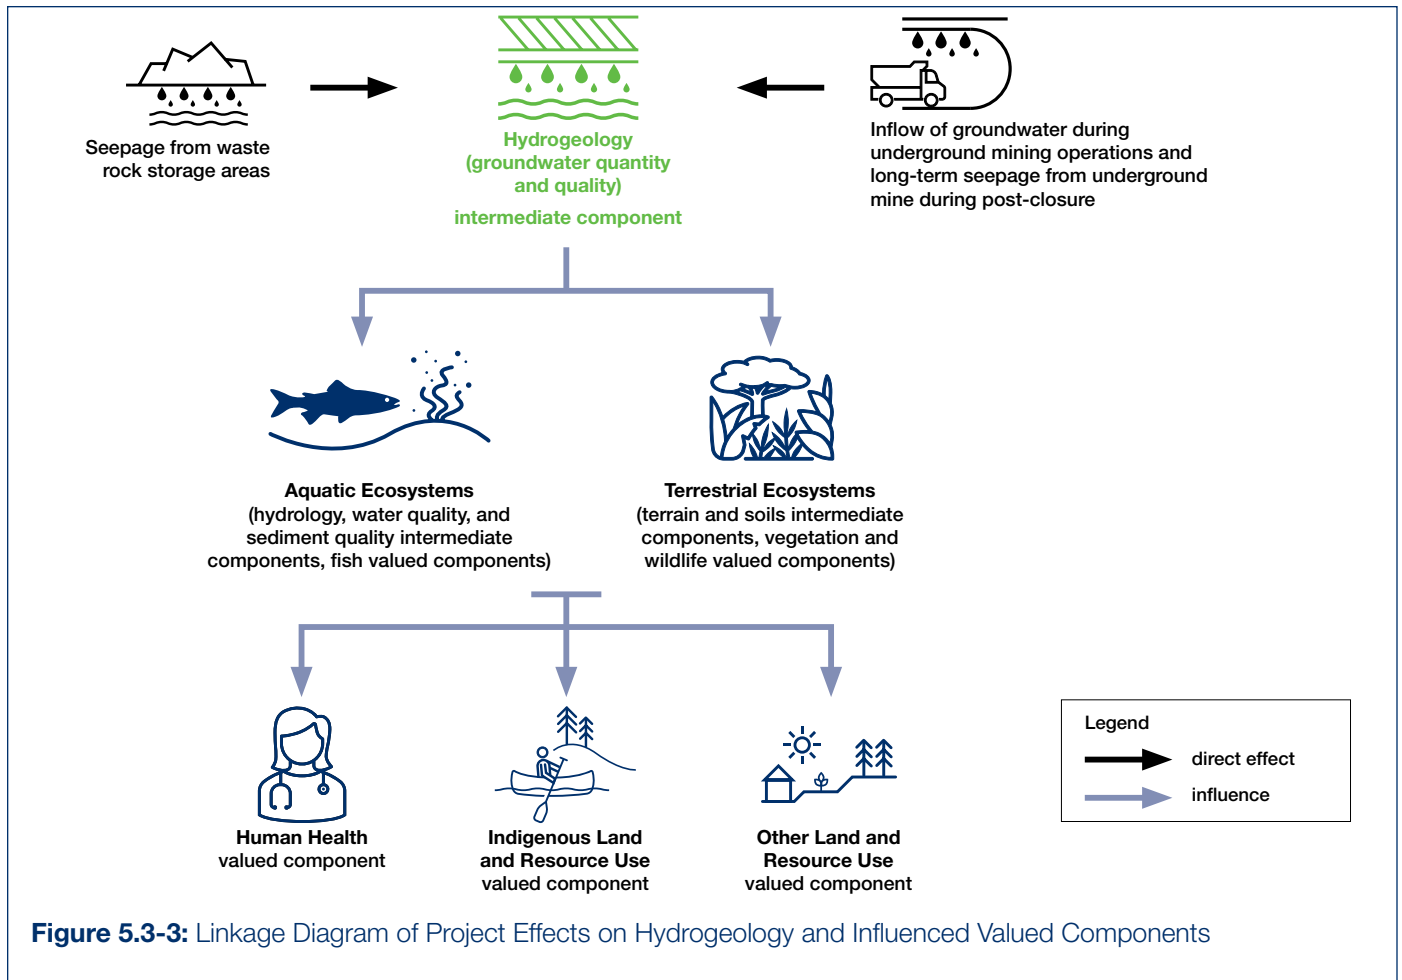 Seepage from waste
rock storage areas
Hydrogeology
(groundwater quantity
and quality)
intermediate component
Inflow of groundwater during
underground mining operations and
long-term seepage from underground
mine during post-closure
Aquatic Ecosystems
(hydrology, water quality, and
sediment quality intermediate
components, fish valued components)
Terrestrial Ecosystems
(terrain and soils intermediate
components, vegetation and
wildlife valued components)
Human Health
valued component
Indigenous Land
and Resource Use
valued component
Other Land and
Resource Use
valued component
Legend
direct effect
influence
Figure 5.3-3: Linkage Diagram of Project Effects on Hydrogeology and Influenced Valued Components